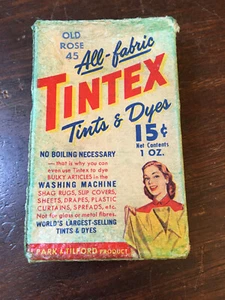 OLD
ROSE
45
All-fabric
TINTEX
Tints & Dyes
15¢
Net Contents
1 OZ.
NO BOILING NECESSARY
— that is why you can
even use Tintex to dye
BULKY ARTICLES in the
WASHING MACHINE
SHAG RUGS, SLIP COVERS,
SHEETS, DRAPES, PLASTIC
CURTAINS, SPREADS, etc.
Not for glass or metal fibres.
WORLD'S LARGEST-SELLING
TINTS & DYES
PARK & TILFORD PRODUCT